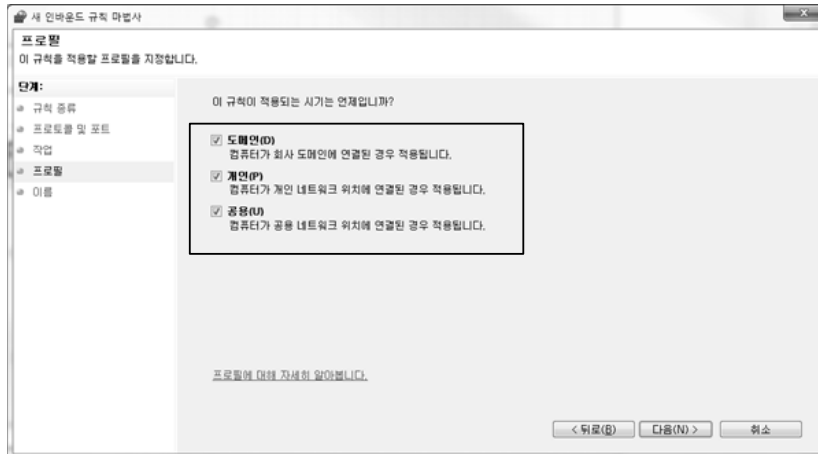 새 인바운드 규칙 마법사
프로필
이 규칙을 적용할 프로필을 지정합니다.
단계:
규칙 종류
프로토콜 및 포트
작업
프로필
이름
이 규칙이 적용되는 시기는 언제입니까?
도메인(D)
컴퓨터가 회사 도메인에 연결된 경우 적용됩니다.
개인(P)
컴퓨터가 개인 네트워크 위치에 연결된 경우 적용됩니다.
공용(U)
컴퓨터가 공용 네트워크 위치에 연결된 경우 적용됩니다.
프로필에 대해 자세히 알아봅니다.
< 뒤로(B) 다음(N) > 취소